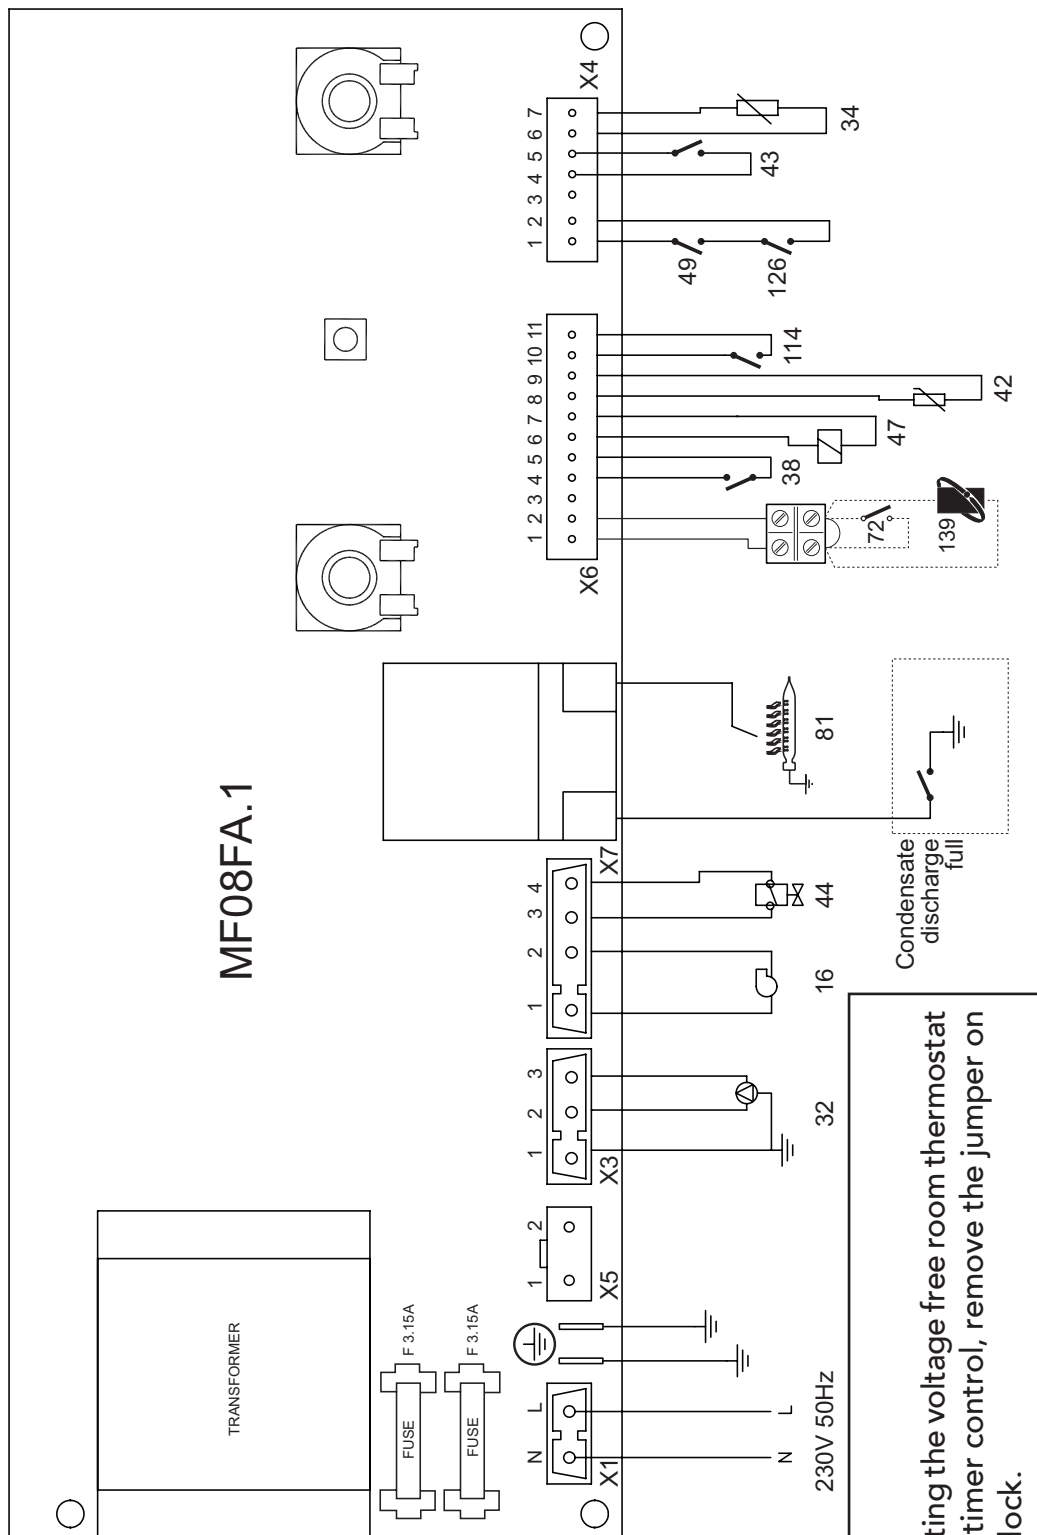 MF08FA.1
TRANSFORMER
FUSE
F 3.15A
FUSE
F 3.15A
N L
X1
1 2
X5
1 2 3
X3
1 2 3 4
X7
1 2 3 4 5 6 7 8 9 10 11
X6
1 2 3 4 5 6 7
X4
N L
230V 50Hz
32
16
44
81
Condensate
discharge
full
72
139
38
47
42
114
49
126
43
34
ting the voltage free room thermostat
timer control, remove the jumper on
lock.